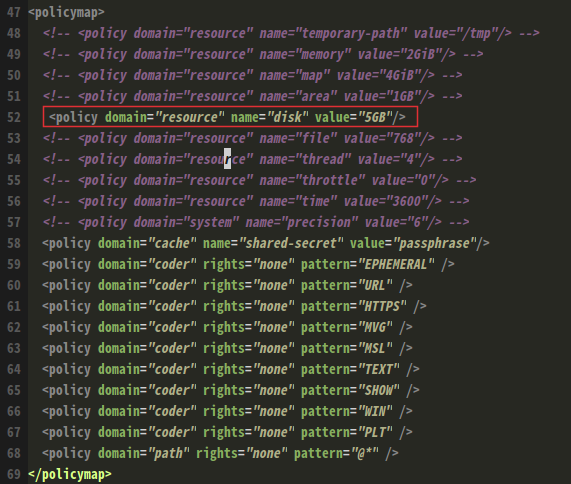 47 <policymap>
48 <!-- <policy domain="resource" name="temporary-path" value="/tmp"/> -->
49 <!-- <policy domain="resource" name="memory" value="2GiB"/> -->
50 <!-- <policy domain="resource" name="map" value="4GiB"/> -->
51 <!-- <policy domain="resource" name="area" value="1GB"/> -->
52 <policy domain="resource" name="disk" value="5GB"/>
53 <!-- <policy domain="resource" name="file" value="768"/> -->
54 <!-- <policy domain="resource" name="thread" value="4"/> -->
55 <!-- <policy domain="resource" name="throttle" value="0"/> -->
56 <!-- <policy domain="resource" name="time" value="3600"/> -->
57 <!-- <policy domain="system" name="precision" value="6"/> -->
58 <policy domain="cache" name="shared-secret" value="passphrase"/>
59 <policy domain="coder" rights="none" pattern="EPHEMERAL" />
60 <policy domain="coder" rights="none" pattern="URL" />
61 <policy domain="coder" rights="none" pattern="HTTPS" />
62 <policy domain="coder" rights="none" pattern="MVG" />
63 <policy domain="coder" rights="none" pattern="MSL" />
64 <policy domain="coder" rights="none" pattern="TEXT" />
65 <policy domain="coder" rights="none" pattern="SHOW" />
66 <policy domain="coder" rights="none" pattern="WIN" />
67 <policy domain="coder" rights="none" pattern="PLT" />
68 <policy domain="path" rights="none" pattern="@*" />
69 </policymap>